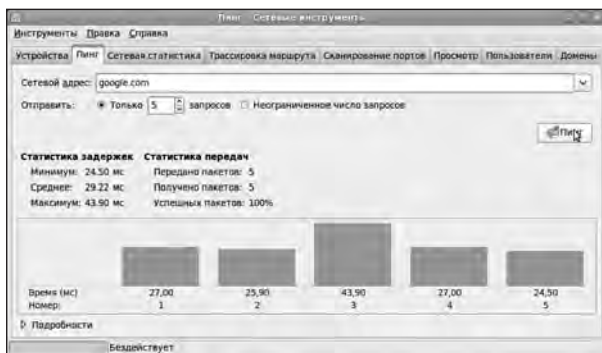 Пинг - Сетевые инструменты
Инструменты Правка Справка
Устройства Пинг Сетевая статистика Трассировка маршрута Сканирование портов Просмотр Пользователи Домены
Сетевой адрес: google.com
Отправить: Только 5 запросов Неограниченное число запросов
Пинг
Статистика задержек Статистика передач
Минимум: 24.50 мс Передано пакетов: 5
Среднее: 29.22 мс Получено пакетов: 5
Максимум: 43.90 мс Успешных пакетов: 100%
Время (мс) 27,00 25,90 43,90 27,00 24,50
Номер: 1 2 3 4 5
Подробности
Бездействует